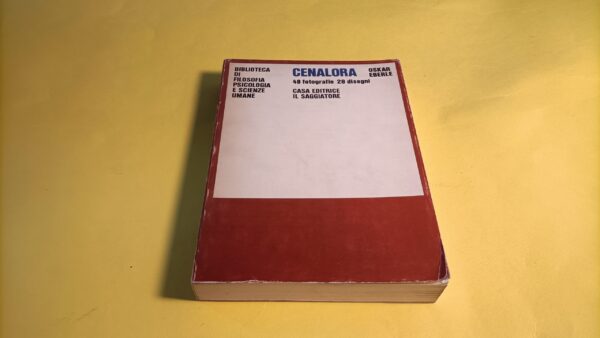 BIBLIOTECA
DI
FILOSOFIA
PSICOLOGIA
E SCIENZE
UMANE
CENALORA
48 fotografie 28 disegni
CASA EDITRICE
IL SAGGIATORE
OSKAR
EBERLE